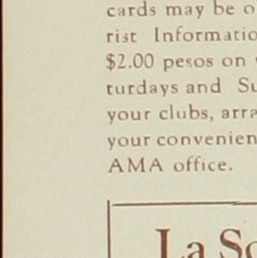 cards may be o
rist Informatio
$2.00 pesos on
turdays and Su
your clubs, arra
your convenien
AMA office.
La So